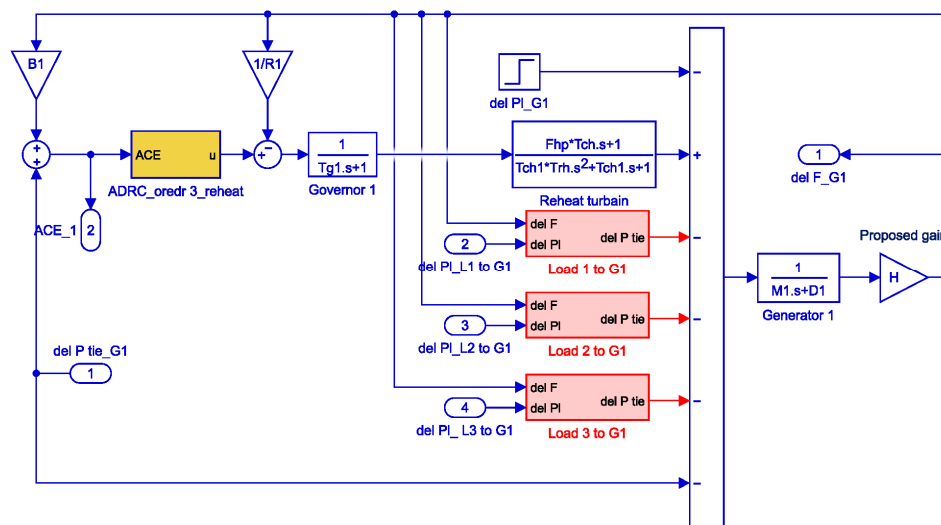 B1
1/R1
del Pl_G1
ACE
u
ADRC_oredr 3_reheat
1
Tg1.s+1
Governor 1
Fhp*Tch.s+1
Tch1*Trh.s²+Tch1.s+1
Reheat turbain
1
del F_G1
ACE_1
2
del F
del Pl
del P tie
2
del Pl_L1 to G1
Load 1 to G1
Proposed gain
1
M1.s+D1
Generator 1
H
del F
del Pl
del P tie
3
del Pl_L2 to G1
Load 2 to G1
del P tie_G1
1
del F
del Pl
del P tie
4
del Pl_ L3 to G1
Load 3 to G1